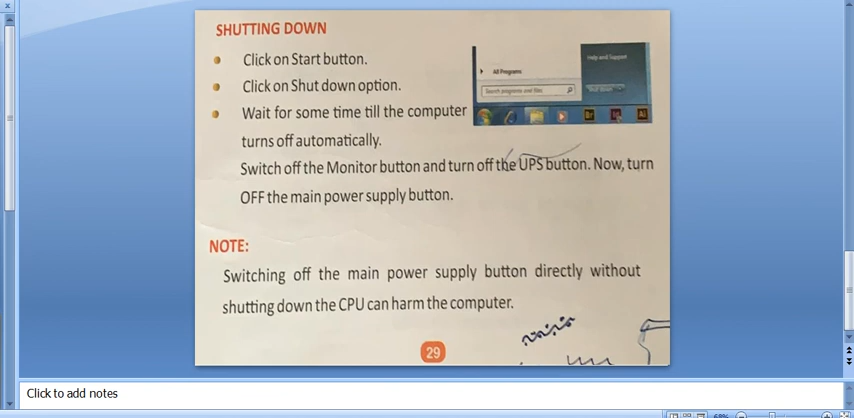 SHUTTING DOWN
Click on Start button.
Click on Shut down option.
Wait for some time till the computer
turns off automatically.
Switch off the Monitor button and turn off the UPS button. Now, turn
OFF the main power supply button.
Help and Support
All Programs
Search programs and files
Shut down
Br
Ai
NOTE:
Switching off the main power supply button directly without
shutting down the CPU can harm the computer.
29
Click to add notes
68%